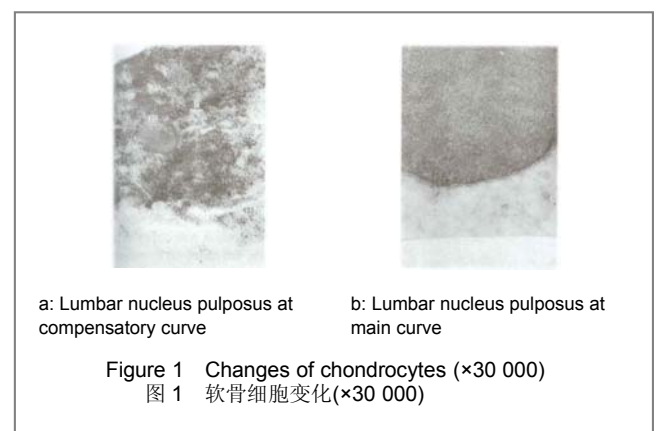 a: Lumbar nucleus pulposus at
compensatory curve
b: Lumbar nucleus pulposus at
main curve
Figure 1 Changes of chondrocytes (×30 000)
图 1 软骨细胞变化(×30 000)